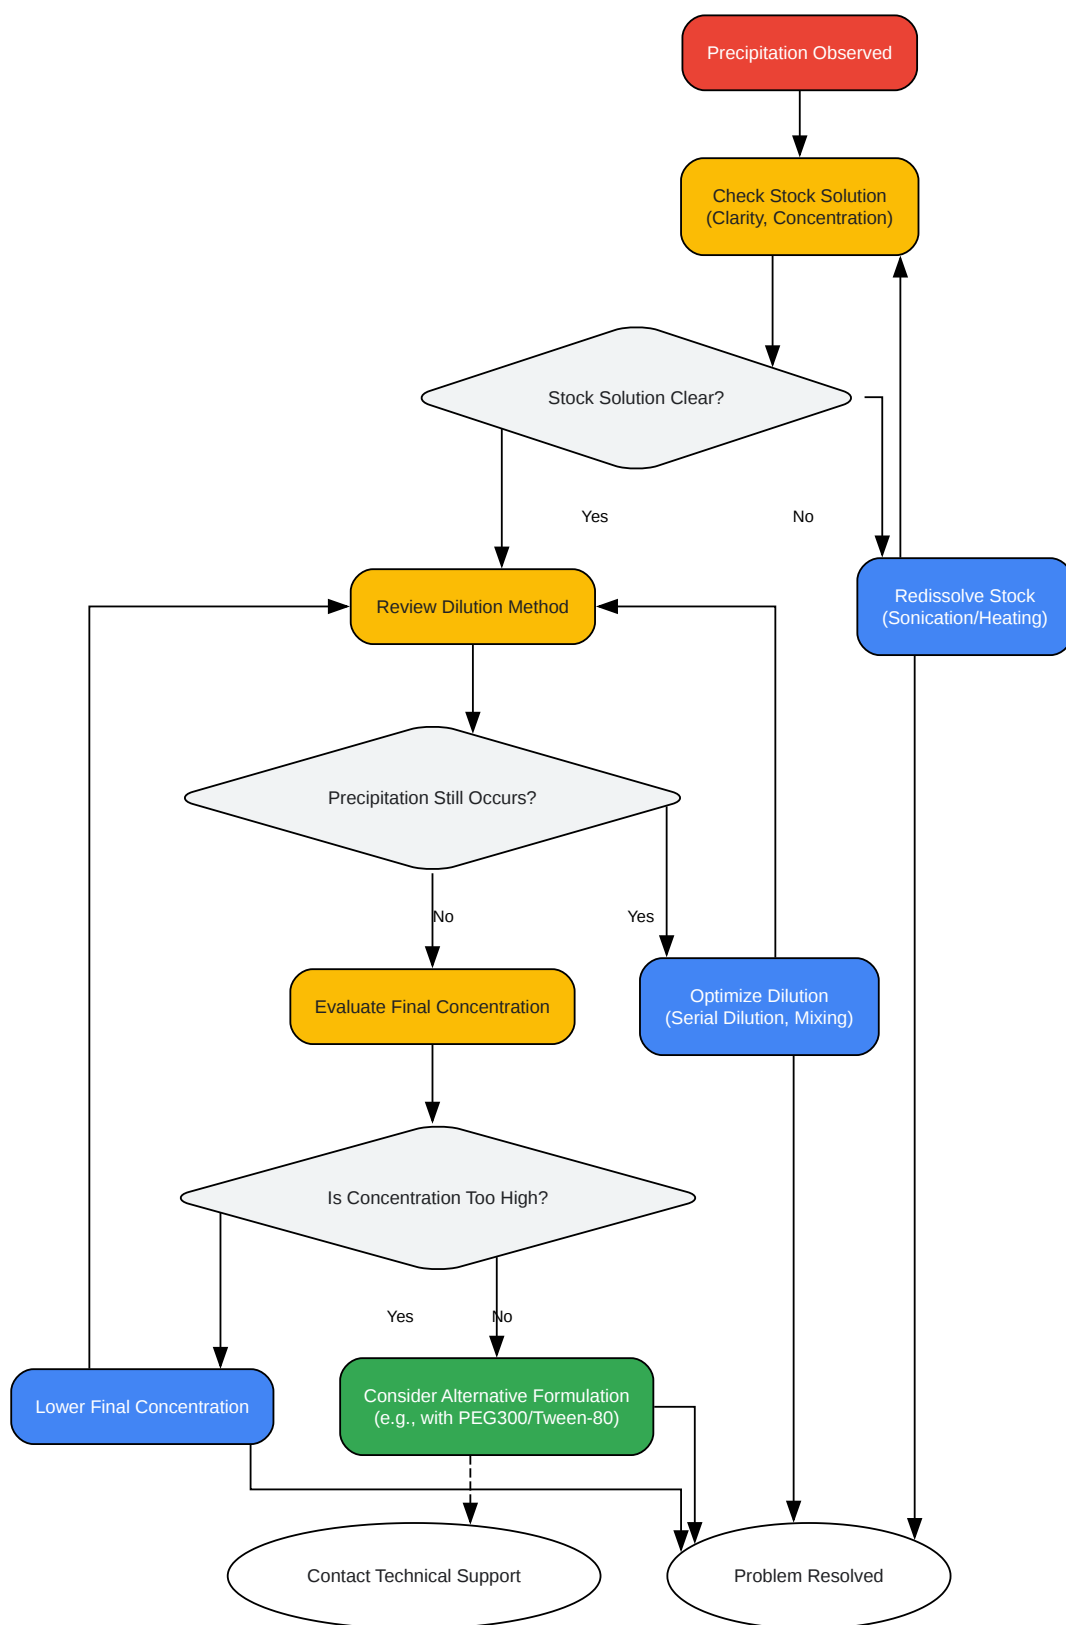 Precipitation Observed
Check Stock Solution
(Clarity, Concentration)
Stock Solution Clear?
Yes
No
Redissolve Stock
(Sonication/Heating)
Review Dilution Method
Precipitation Still Occurs?
No
Yes
Evaluate Final Concentration
Optimize Dilution
(Serial Dilution, Mixing)
Is Concentration Too High?
Yes
No
Lower Final Concentration
Consider Alternative Formulation
(e.g., with PEG300/Tween-80)
Contact Technical Support
Problem Resolved